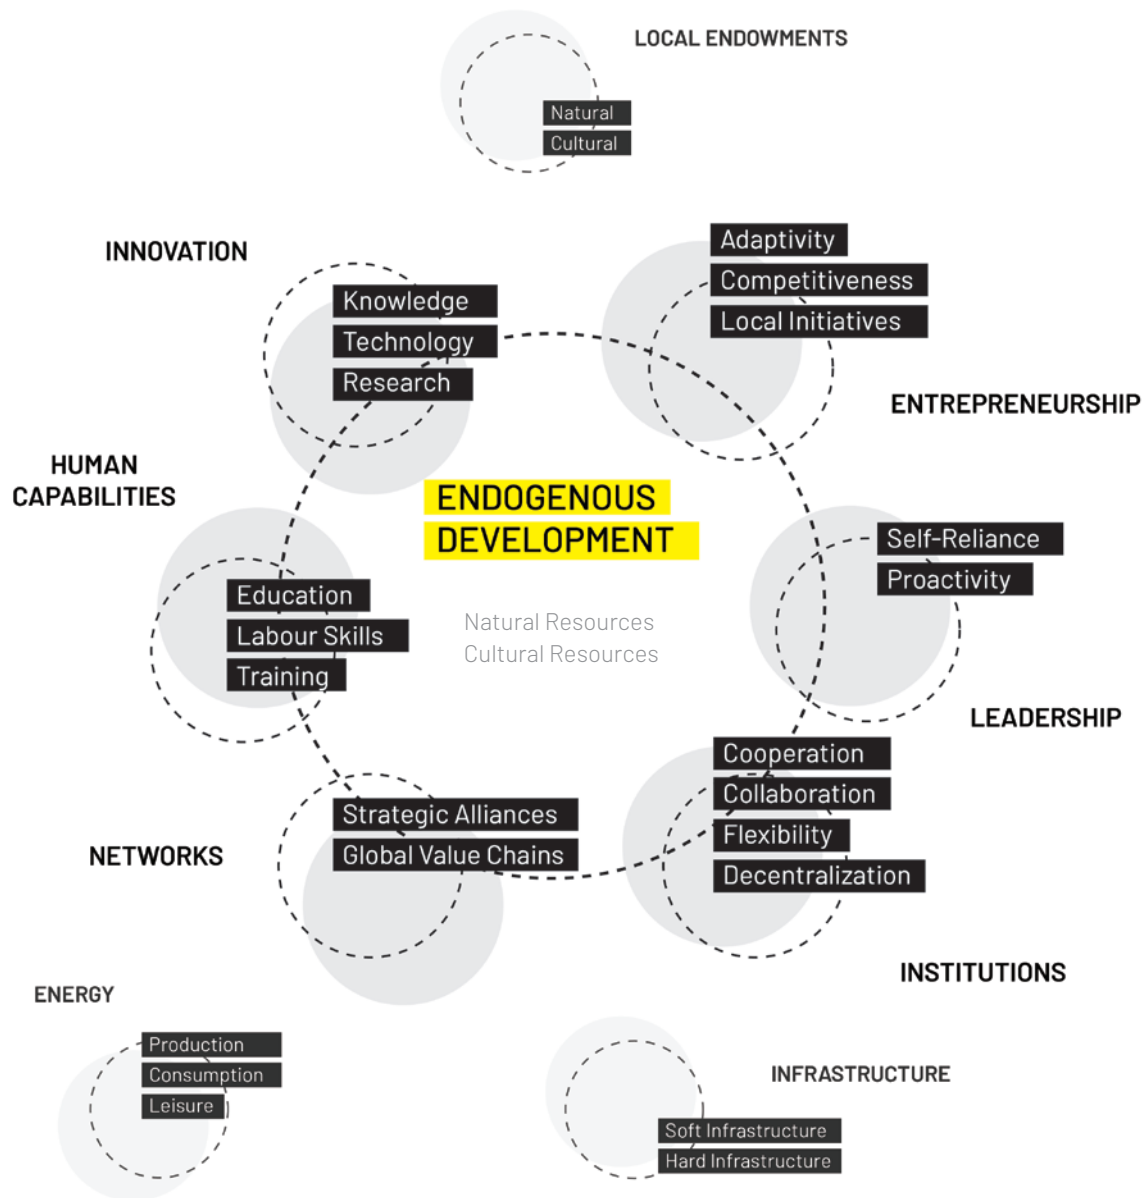 LOCAL ENDOWMENTS
Natural
Cultural
INNOVATION
Knowledge
Technology
Research
Adaptivity
Competitiveness
Local Initiatives
ENTREPRENEURSHIP
HUMAN
CAPABILITIES
Education
Labour Skills
Training
ENDOGENOUS
DEVELOPMENT
Natural Resources
Cultural Resources
Self-Reliance
Proactivity
LEADERSHIP
NETWORKS
Strategic Alliances
Global Value Chains
Cooperation
Collaboration
Flexibility
Decentralization
INSTITUTIONS
ENERGY
Production
Consumption
Leisure
INFRASTRUCTURE
Soft Infrastructure
Hard Infrastructure